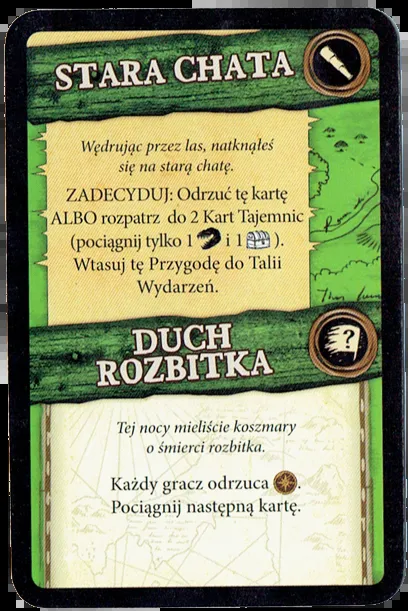 STARA CHATA
Wędrując przez las, natknąłeś
się na starą chatę.
ZADECYDUJ: Odrzuć tę kartę
ALBO rozpatrz do 2 Kart Tajemnic
(pociągnij tylko 1 i 1 ).
Wtasuj tę Przygodę do Talii
Wydarzeń.
?
DUCH
ROZBITKA
Tej nocy mieliście koszmary
o śmierci rozbitka.
Każdy gracz odrzuca .
Pociągnij następną kartę.